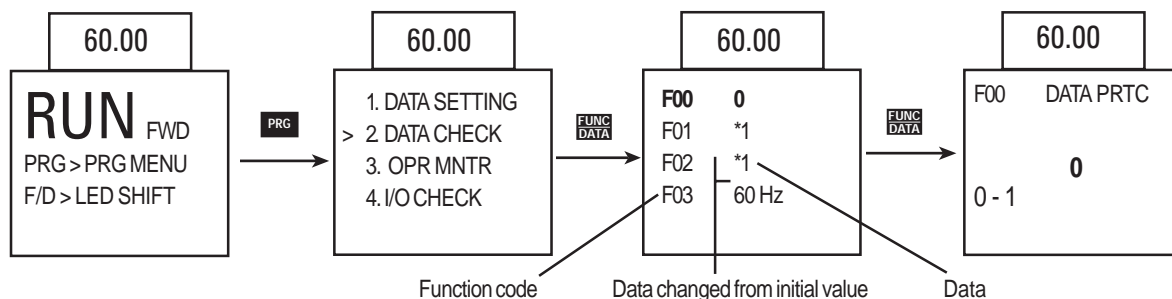 60.00
RUN FWD
PRG > PRG MENU
F/D > LED SHIFT
PRG
60.00
1. DATA SETTING
> 2. DATA CHECK
3. OPR MNTR
4. I/O CHECK
FUNC
DATA
60.00
F00 0
F01 *1
F02 *1
F03 60 Hz
FUNC
DATA
60.00
F00 DATA PRTC
0
0 - 1
Function code
Data changed from initial value
Data